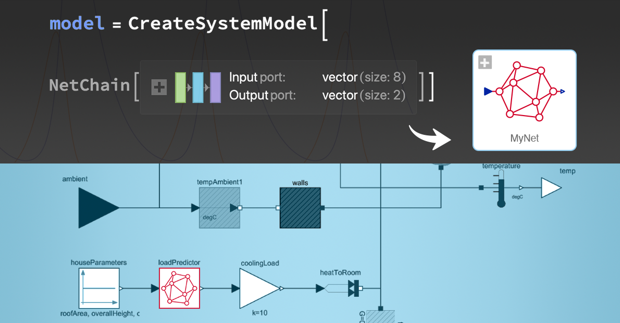 model = CreateSystemModel[
NetChain[
Input port: vector (size: 8)
Output port: vector (size: 2)
]]
MyNet
ambient
tempAmbient1
degC
walls
temperature
degC
temp
houseParameters
loadPredictor
coolingLoad
heatToRoom
roofArea, overallHeight, c
k=10
G=